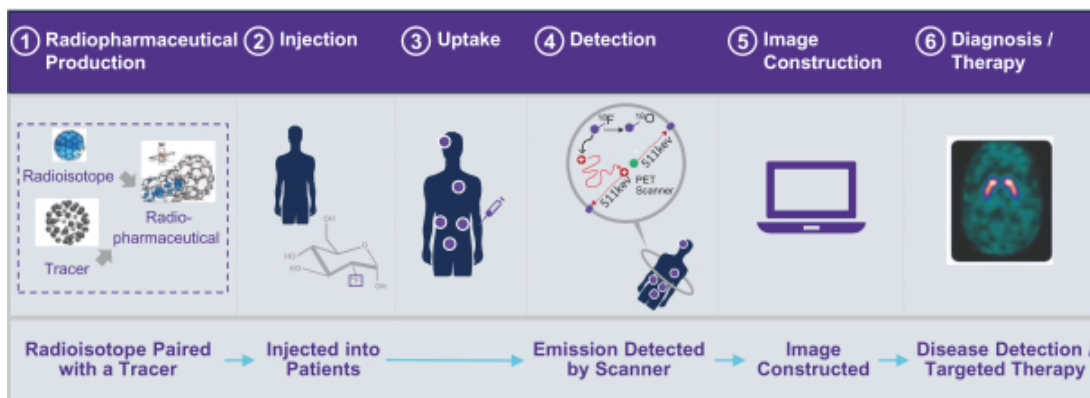 1 Radiopharmaceutical
Production
2 Injection
3 Uptake
4 Detection
5 Image
Construction
6 Diagnosis /
Therapy
Radioisotope
Radio-
pharmaceutical
Tracer
OH
HO
HO
OH
18F
18O
511kev
PET
Scanner
511kev
Radioisotope Paired
with a Tracer
Injected into
Patients
Emission Detected
by Scanner
Image
Constructed
Disease Detection /
Targeted Therapy